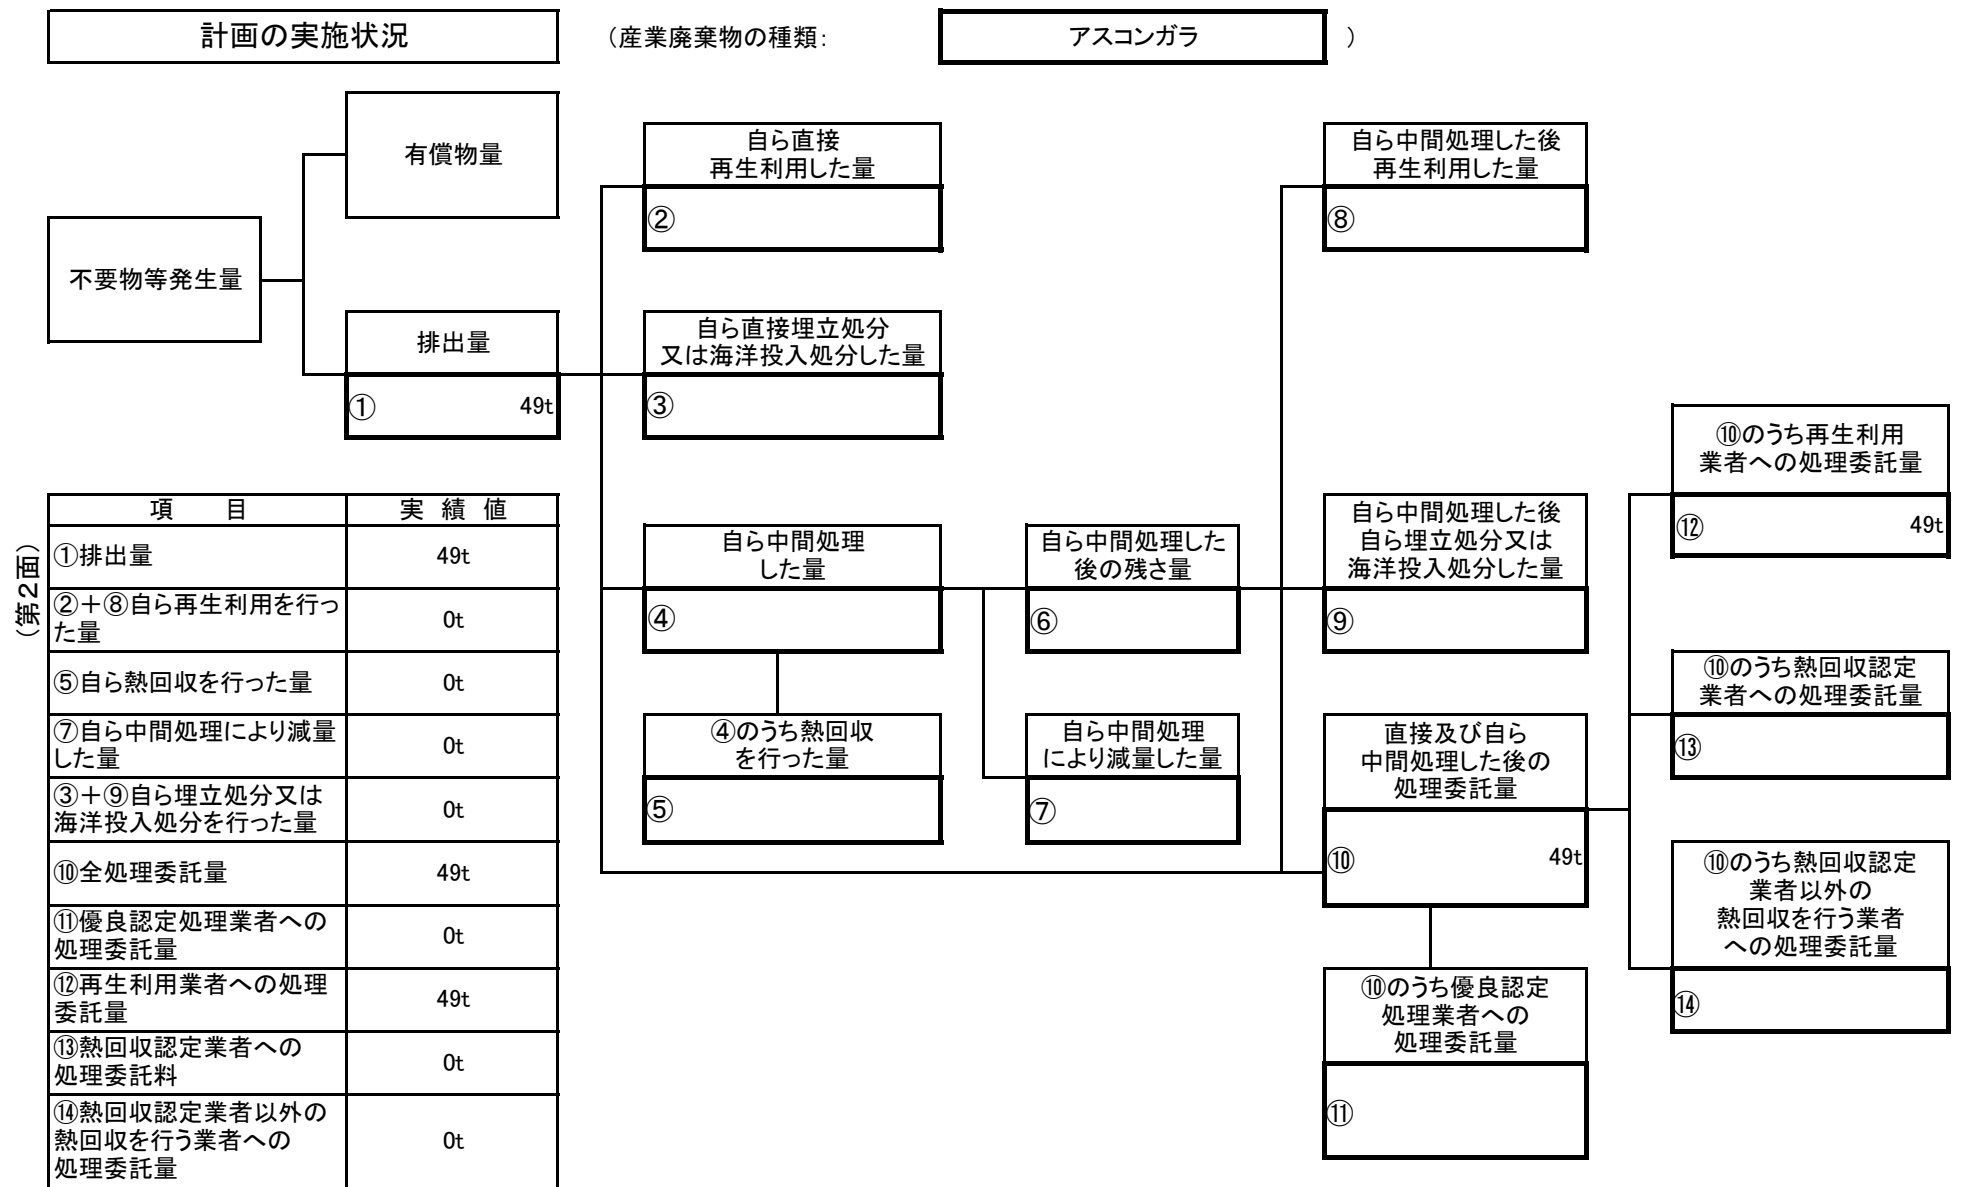 計画の実施状況
（産業廃棄物の種類：
アスコンガラ
）
有償物量
不要物等発生量
排出量
①
49t
自ら直接
再生利用した量
②
自ら直接埋立処分
又は海洋投入処分した量
③
自ら中間処理
した量
④
④のうち熱回収
を行った量
⑤
自ら中間処理した
後の残さ量
⑥
自ら中間処理
により減量した量
⑦
自ら中間処理した後
再生利用した量
⑧
自ら中間処理した後
自ら埋立処分又は
海洋投入処分した量
⑨
直接及び自ら
中間処理した後の
処理委託量
⑩
49t
⑩のうち優良認定
処理業者への
処理委託量
⑪
⑩のうち再生利用
業者への処理委託量
⑫
49t
⑩のうち熱回収認定
業者への処理委託量
⑬
⑩のうち熱回収認定
業者以外の
熱回収を行う業者
への処理委託量
⑭
（第２面）
項　　目
実 績 値
①排出量
49t
②＋⑧自ら再生利用を行っ
た量
0t
⑤自ら熱回収を行った量
0t
⑦自ら中間処理により減量
した量
0t
③＋⑨自ら埋立処分又は
海洋投入処分を行った量
0t
⑩全処理委託量
49t
⑪優良認定処理業者への
処理委託量
0t
⑫再生利用業者への処理
委託量
49t
⑬熱回収認定業者への
処理委託料
0t
⑭熱回収認定業者以外の
熱回収を行う業者への
処理委託量
0t